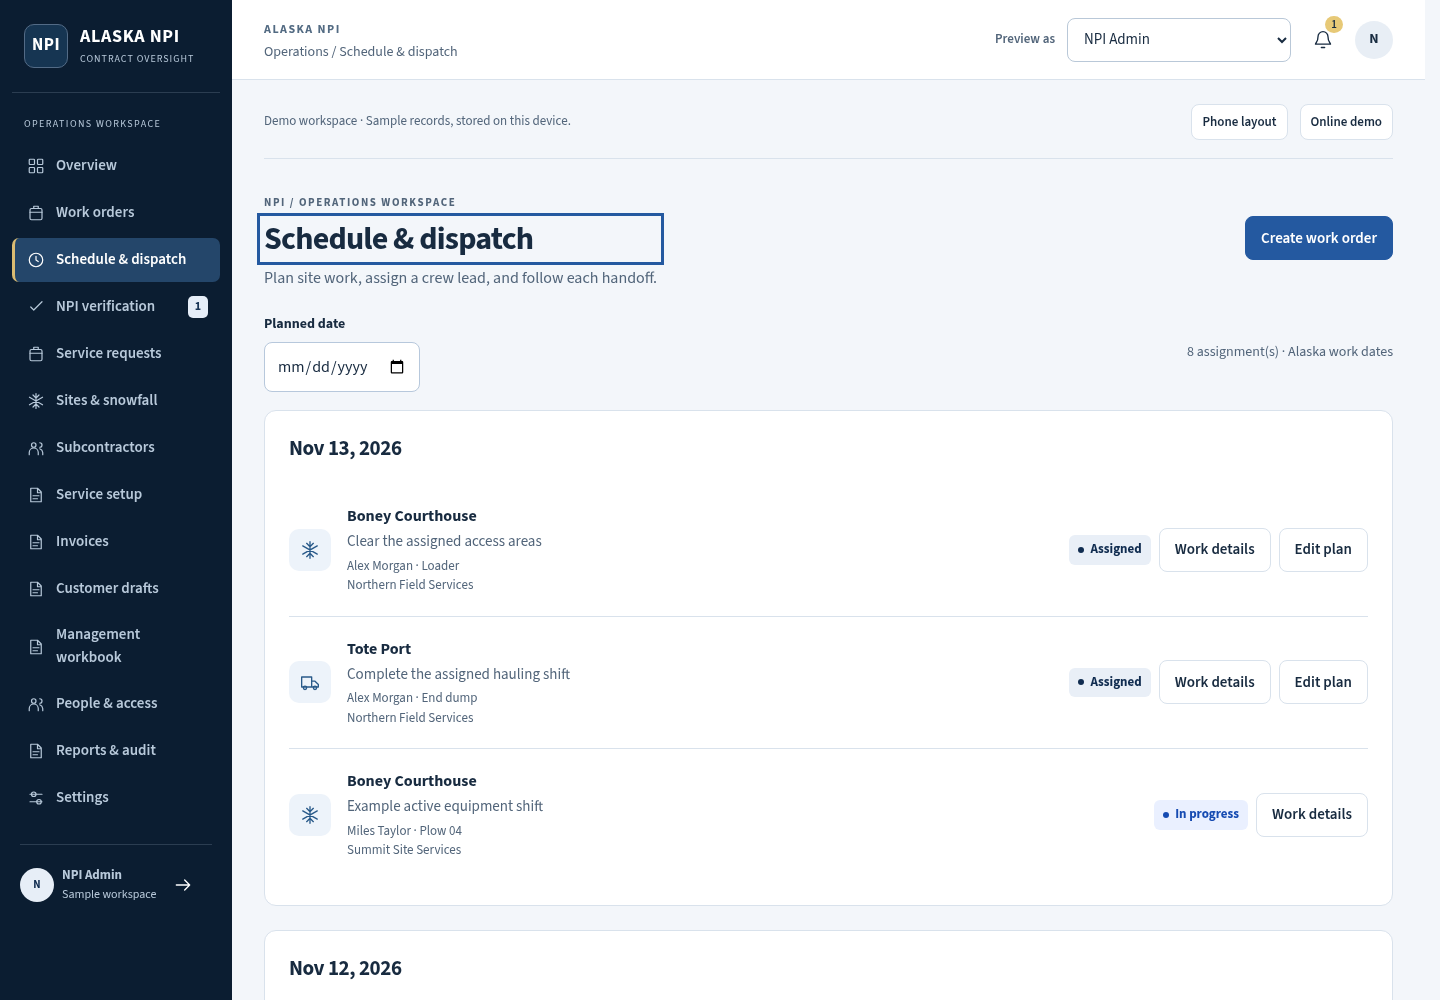 NPI
ALASKA NPI
CONTRACT OVERSIGHT
OPERATIONS WORKSPACE
Overview
Work orders
Schedule & dispatch
NPI verification
1
Service requests
Sites & snowfall
Subcontractors
Service setup
Invoices
Customer drafts
Management
workbook
People & access
Reports & audit
Settings
N
NPI Admin
Sample workspace
ALASKA NPI
Operations / Schedule & dispatch
Preview as
NPI Admin
1
N
Demo workspace · Sample records, stored on this device.
Phone layout
Online demo
NPI / OPERATIONS WORKSPACE
Schedule & dispatch
Plan site work, assign a crew lead, and follow each handoff.
Create work order
Planned date
mm/dd/yyyy
8 assignment(s) · Alaska work dates
Nov 13, 2026
Boney Courthouse
Clear the assigned access areas
Alex Morgan · Loader
Northern Field Services
Assigned
Work details
Edit plan
Tote Port
Complete the assigned hauling shift
Alex Morgan · End dump
Northern Field Services
Assigned
Work details
Edit plan
Boney Courthouse
Example active equipment shift
Miles Taylor · Plow 04
Summit Site Services
In progress
Work details
Nov 12, 2026